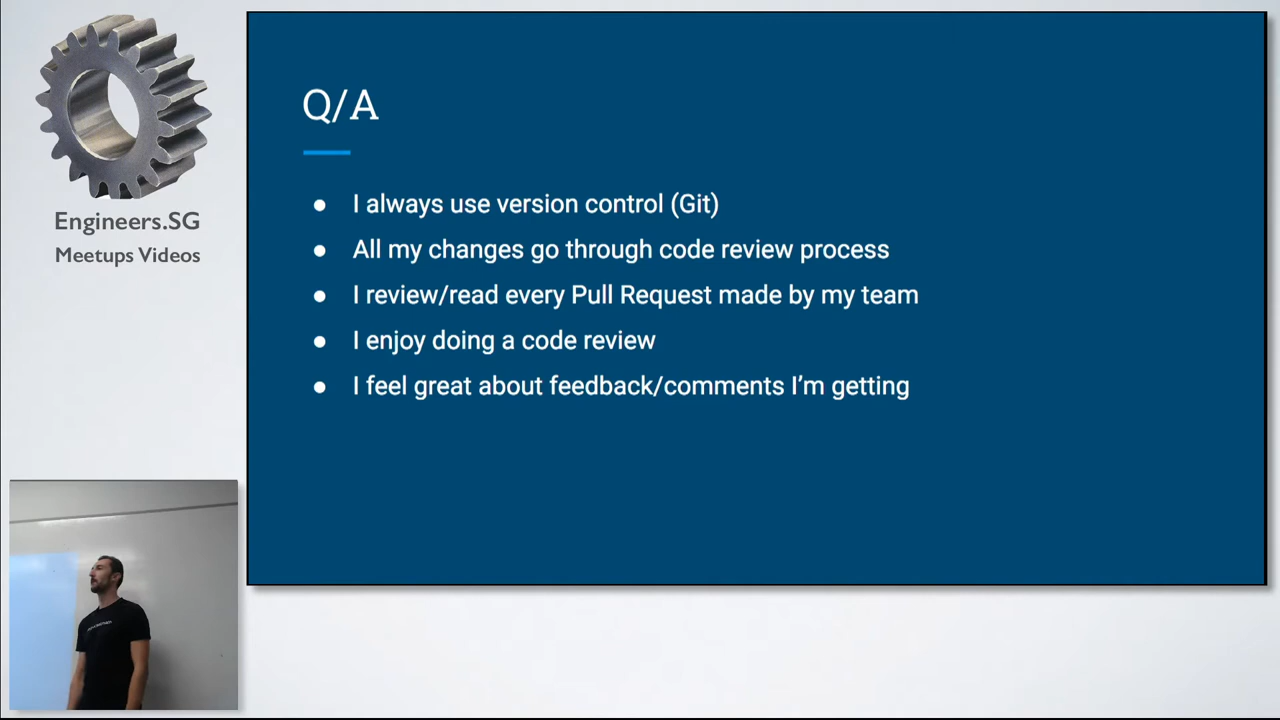 Engineers.SG
Meetups Videos
Q/A
I always use version control (Git)
All my changes go through code review process
I review/read every Pull Request made by my team
I enjoy doing a code review
I feel great about feedback/comments I'm getting